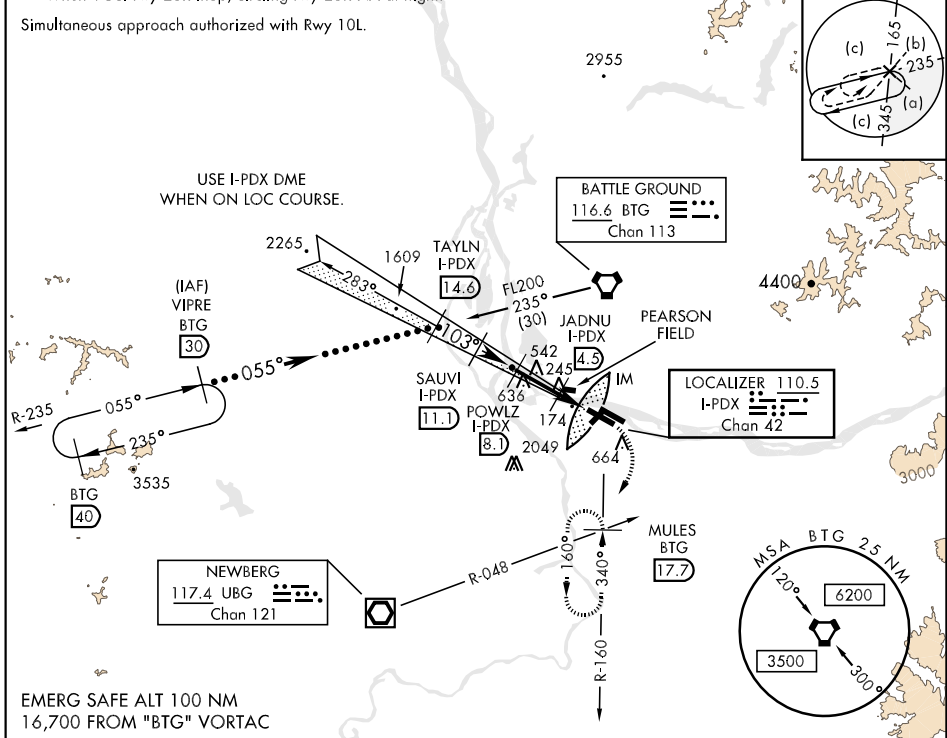 Simultaneous approach authorized with Rwy 10L.
2955
165
(c)
(b)
235
(a)
(c)
345
USE I-PDX DME
WHEN ON LOC COURSE.
BATTLE GROUND
116.6 BTG
Chan 113
2265
1609
TAYLN
I-PDX
14.6
283°
FL200
235°
(30)
4400
(IAF)
VIPRE
BTG
30
103°
JADNU
I-PDX
4.5
PEARSON
FIELD
055°
542
245
IM
SAUVI
I-PDX
11.1
636
LOCALIZER 110.5
I-PDX
Chan 42
R-235
055°
POWLZ
I-PDX
8.1
174
235°
2049
664
3535
3000
BTG
40
MULES
BTG
17.7
160°
340°
R-048
NEWBERG
117.4 UBG
Chan 121
MSA BTG 25 NM
120°
6200
3500
300°
R-160
EMERG SAFE ALT 100 NM
16,700 FROM "BTG" VORTAC